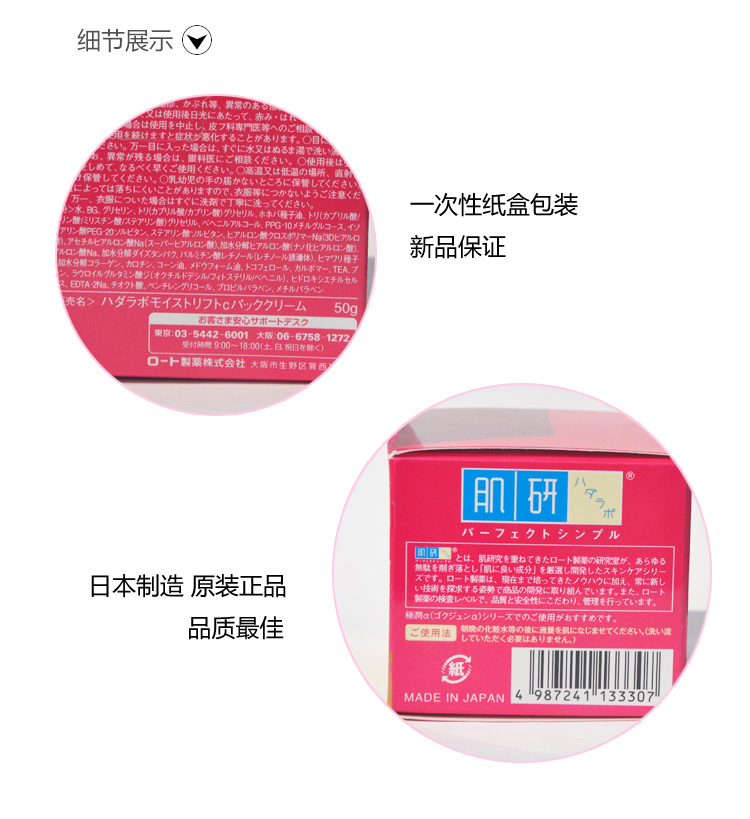 细节展示
、かぶれ等、異常のある
又は使用後日光にあたって、赤み・はれ
場合は使用を中止し、皮フ科専門医等へのご相談
使用を続けますと症状が悪化することがあります。〇目に
ださい。万一目に入った場合は、すぐに水又はぬるま湯で洗い流
お、異常が残る場合は、眼科医にご相談ください。〇使用後は
しめて、なるべく早くご使用ください。〇高温又は低温の場所、直射
保管してください。〇乳幼児の手の届かないところに保管してください
によっては落ちにくいことがありますので、衣服等につかないようご注意くだ
万一、衣服についた場合はすぐに洗剤で丁寧に洗ってください。
>水、BG、グリセリン、トリ(カプリル酸/カプリン酸)グリセリル、ホホバ種子油、トリ(カプリル酸/
リン酸/ミリスチン酸/ステアリン酸)グリセリル、ベヘニルアルコール、PPG-10メチルグルコース、イソ
アリン酸PEG-20ソルビタン、ステアリン酸ソルビタン、ヒアルロン酸クロスポリマーNa(3Dヒアルロ
、アセチルヒアルロン酸Na(スーパーヒアルロン酸)、加水分解ヒアルロン酸(ナノ化ヒアルロン酸)、
アルロン酸Na、加水分解ダイズタンパク、パルミチン酸レチノール(レチノール誘導体)、ヒマワリ種子
加水分解コラーゲン、カロチン、コーン油、メドウフォーム油、トコフェロール、カルボマー、TEA、
ン、ラウロイルグルタミン酸ジ(オクチルドデシル/フィトステリル/ベヘニル)、ヒドロキシエチルセル
ス、EDTA-2Na、チオクト酸、ペンチレングリコール、プロピルパラベン、メチルパラベン
売名> ハダラボモイストリフトcパッククリーム 50g
お客さま安心サポートデスク
東京:03-5442-6001 大阪:06-6758-1272
受付時間 9:00~18:00(土、日、祝日を除く)
ロート製薬株式会社 大阪市生野区巽西
一次性纸盒包装
新品保证
肌研 ハダラボ ®
パーフェクトシンプル
肌研® とは、肌研究を重ねてきたロート製薬の研究室が、あらゆる
無駄を削ぎ落とし「肌に良い成分」を厳選し開発したスキンケアシリー
ズです。ロート製薬は、現在まで培ってきたノウハウに加え、常に新し
い技術を探求する姿勢で商品の開発に取り組んでいます。また、ロート
製薬の検査レベルで、品質と安全性にこだわり、管理を行っています。
極潤α(ゴクジュンα)シリーズでのご使用がおすすめです。
ご使用法 朝晩の化粧水等の後に適量を肌になじませてください。(洗い流
していただく必要はありません。)
紙
MADE IN JAPAN
4 987241 133307
日本制造 原装正品
品质最佳